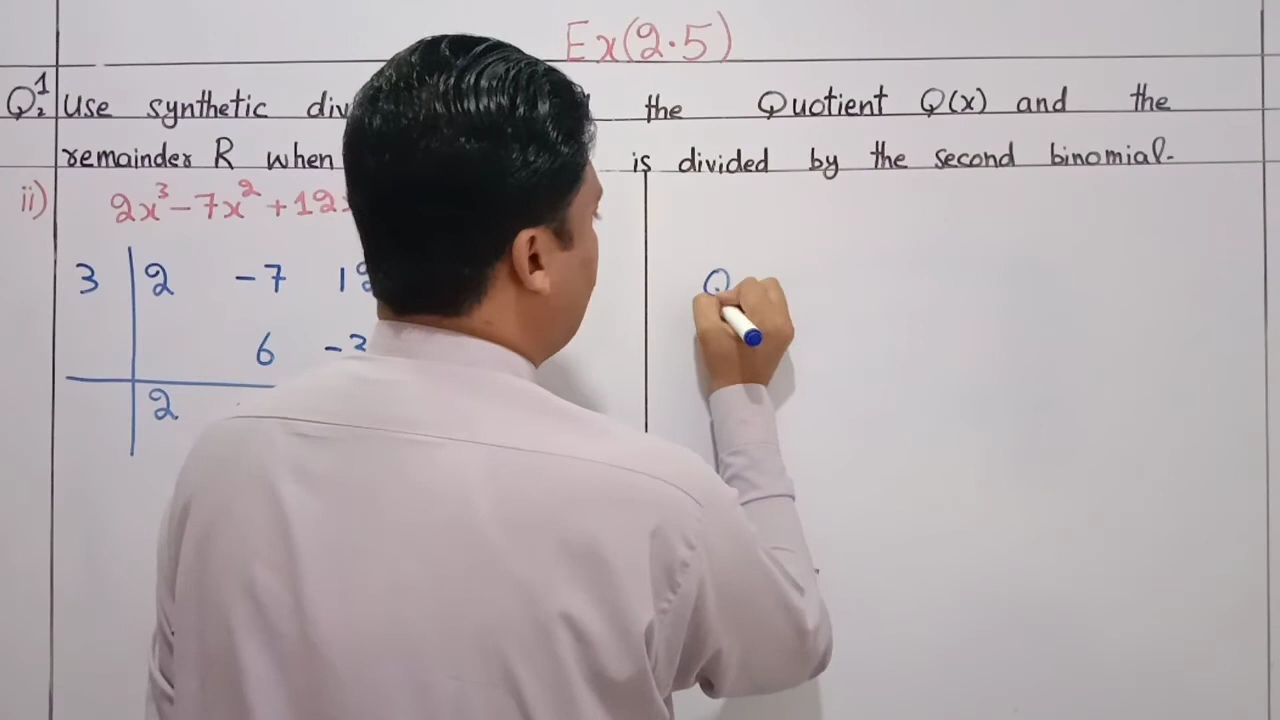 Ex(2.5)
Q1/2 Use synthetic the Quotient Q(x) and the
remainder R when is divided by the second binomial.
ii) 2x³-7x²+12
3 2 -7
6
2
Q